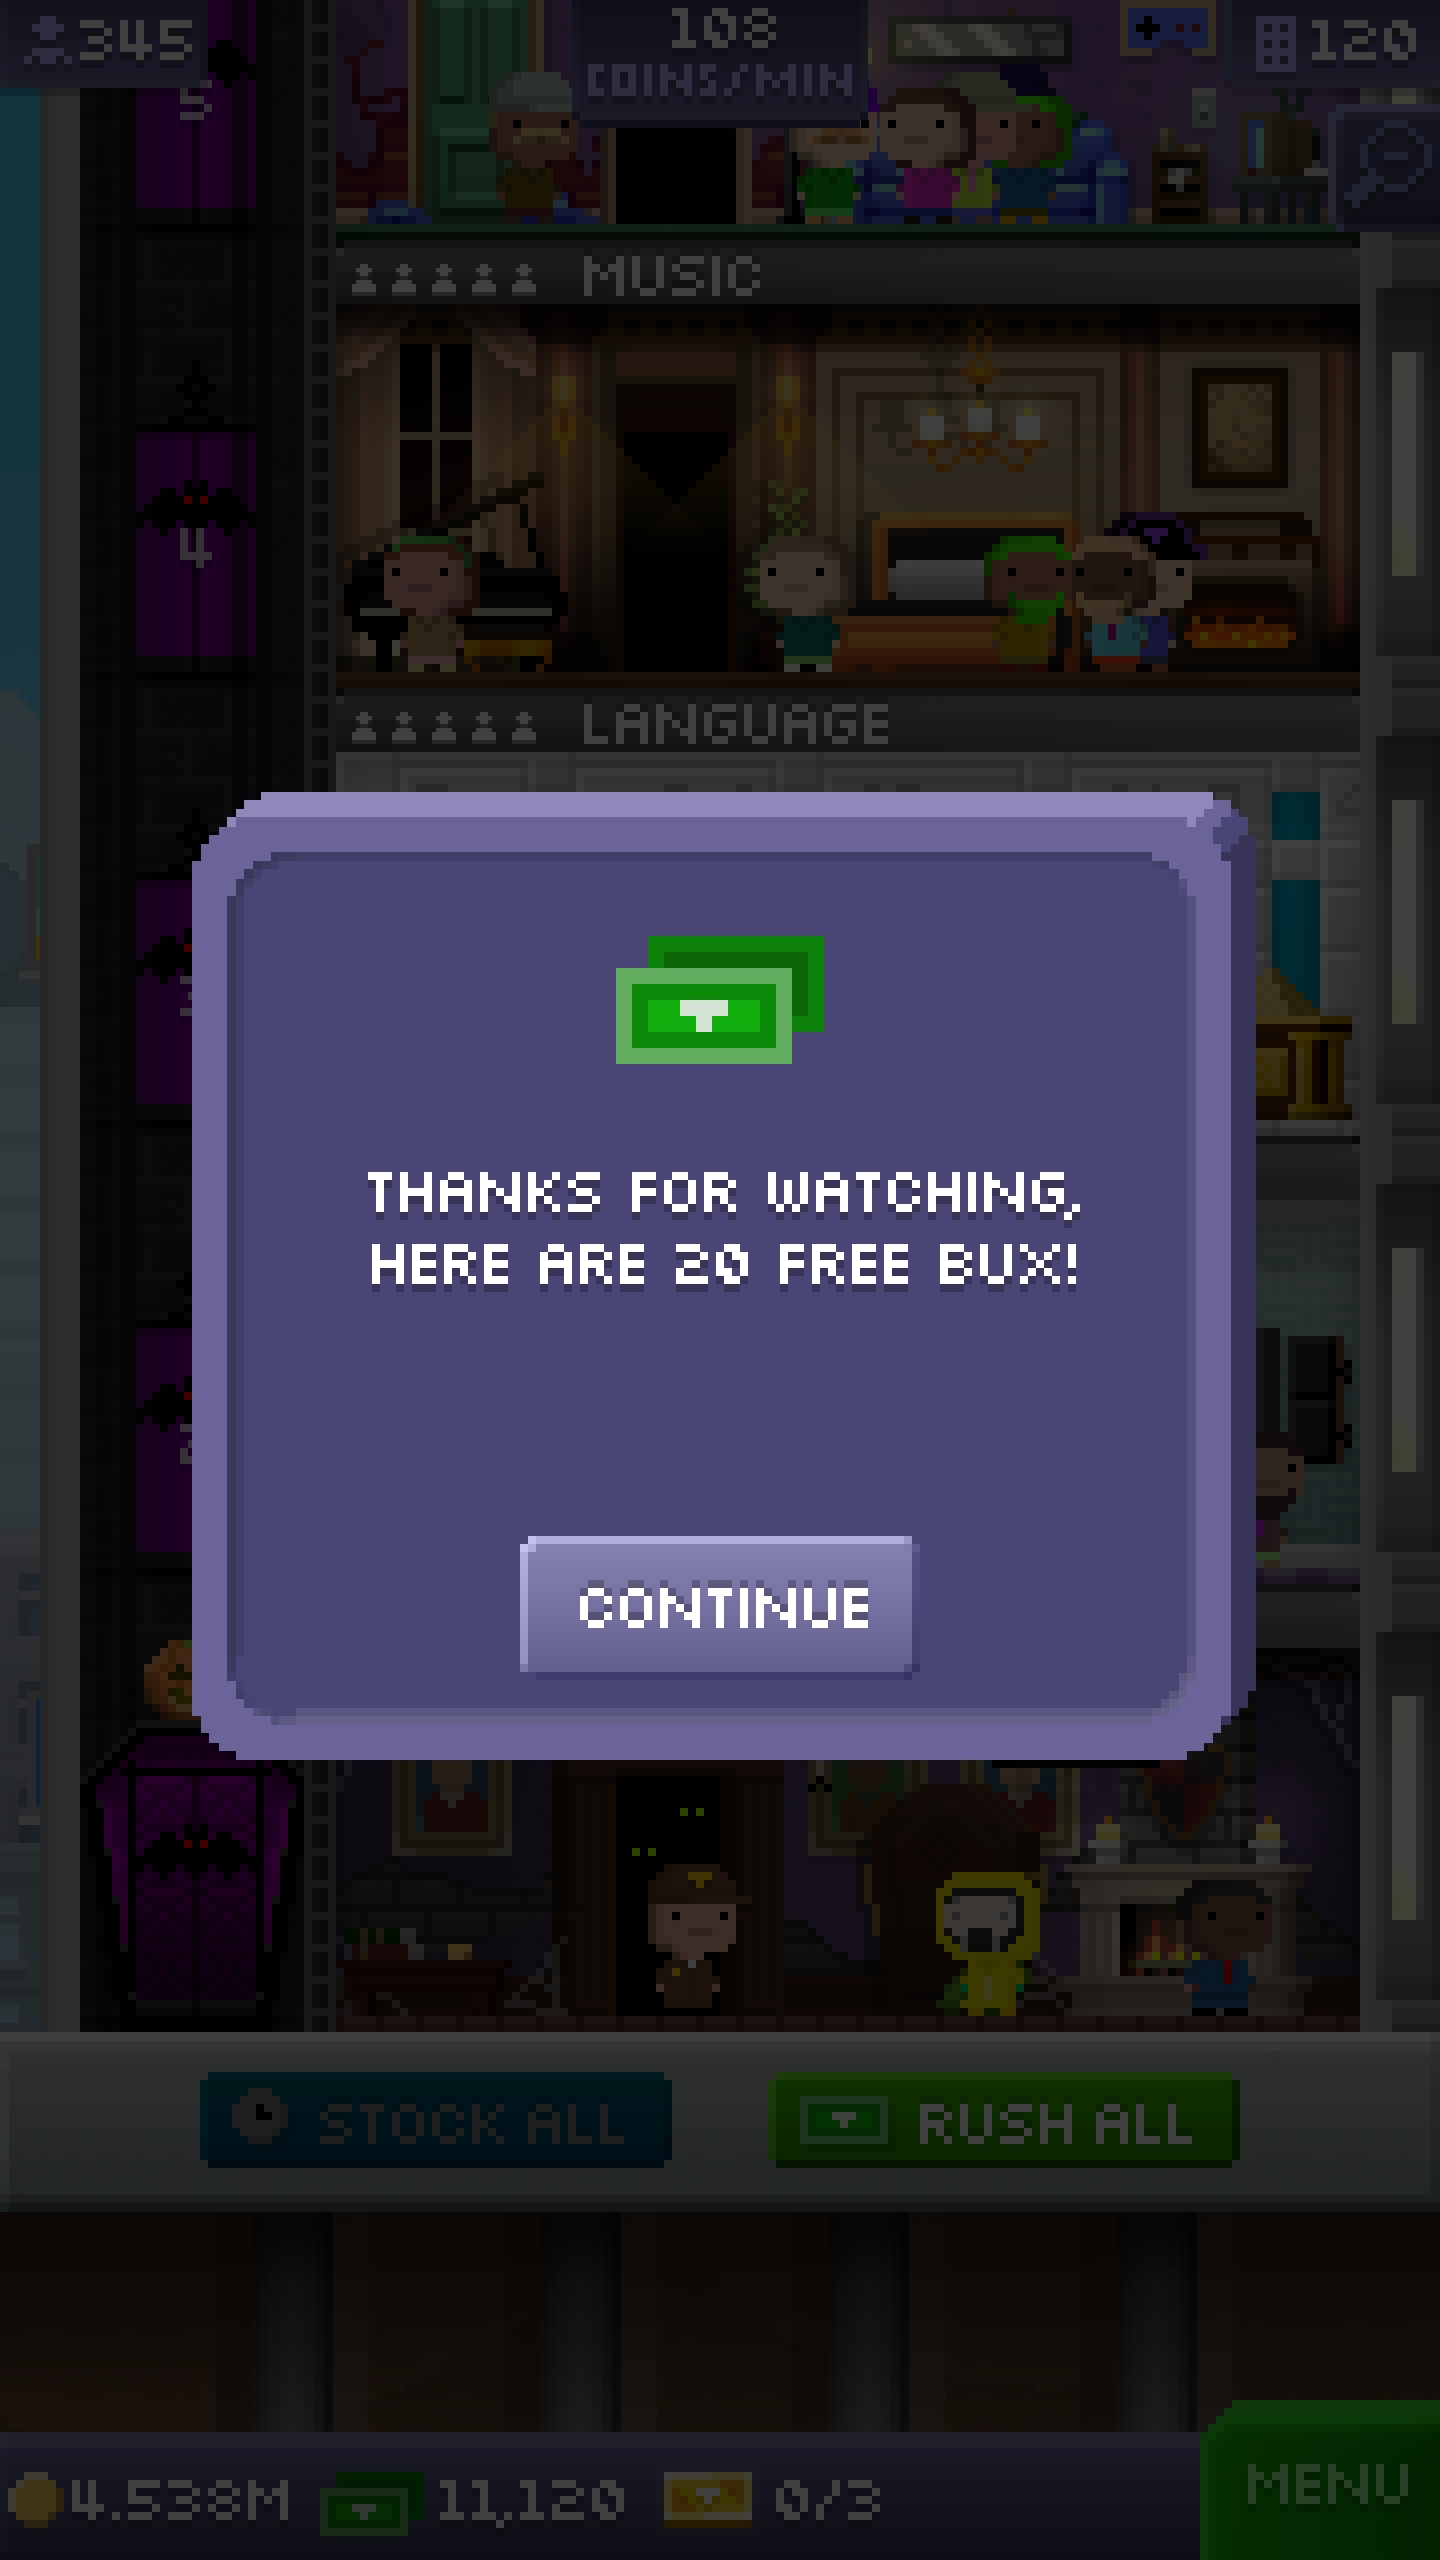 345
108
COINS/MIN
120
5
MUSIC
4
LANGUAGE
THANKS FOR WATCHING,
HERE ARE 20 FREE BUX!
CONTINUE
STOCK ALL
RUSH ALL
4.538M
11,120
0/3
MENU